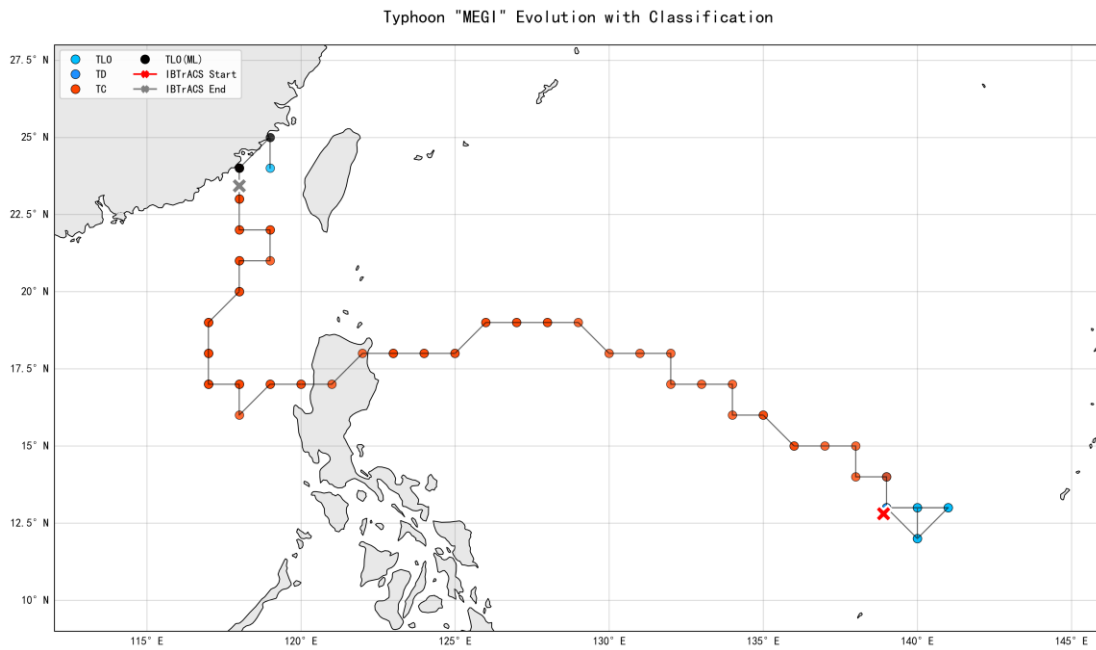 Typhoon "MEGI" Evolution with Classification
TLO
TD
TC
TLO(ML)
IBTrACS Start
IBTrACS End
27.5° N
25° N
22.5° N
20° N
17.5° N
15° N
12.5° N
10° N
115° E
120° E
125° E
130° E
135° E
140° E
145° E